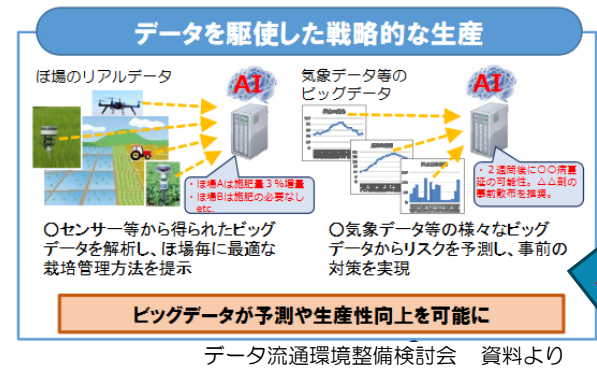 データを駆使した戦略的な生産
ほ場のリアルデータ
AI
気象データ等の
ビッグデータ
AI
・ほ場Aは施肥量3%増量
・ほ場Bは施肥の必要なし
etc.
・2週間後に○○病蔓
延の可能性。△△剤の
事前散布を推奨。
○センサー等から得られたビッグ
データを解析し、ほ場毎に最適な
栽培管理方法を提示
○気象データ等の様々なビッグ
データからリスクを予測し、事前の
対策を実現
ビッグデータが予測や生産性向上を可能に
データ流通環境整備検討会　資料より